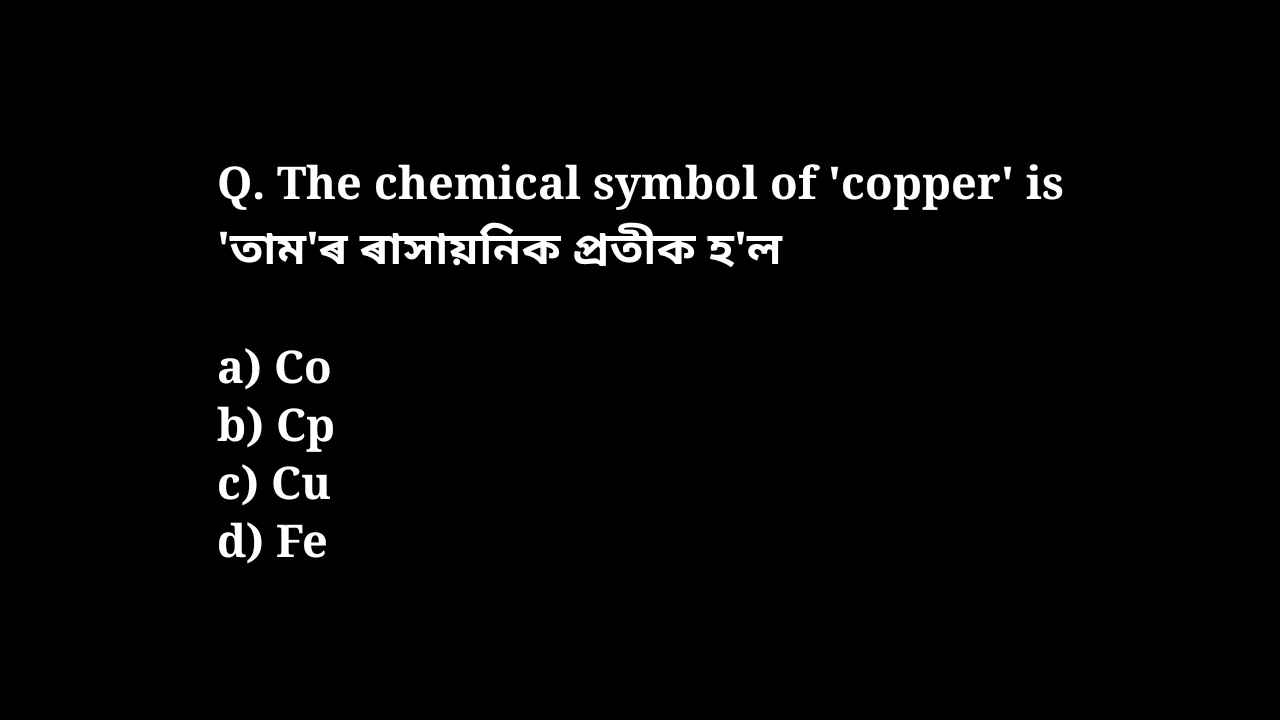 Q. The chemical symbol of 'copper' is
'তাম'ৰ ৰাসায়নিক প্ৰতীক হ'ল
a) Co
b) Cp
c) Cu
d) Fe